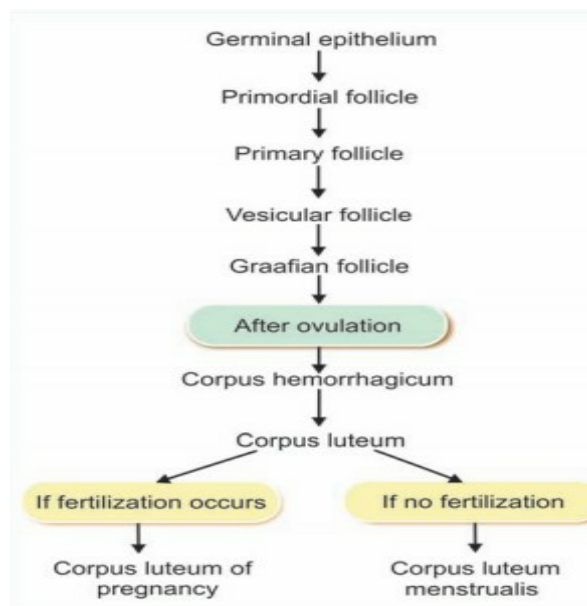 Germinal epithelium
Primordial follicle
Primary follicle
Vesicular follicle
Graafian follicle
After ovulation
Corpus hemorrhagicum
Corpus luteum
If fertilization occurs
If no fertilization
Corpus luteum of
pregnancy
Corpus luteum
menstrualis